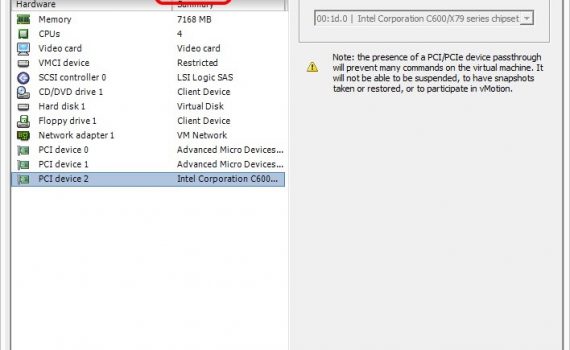 Hardware Summary
Memory 7168 MB
CPUs 4
Video card Video card
VMCI device Restricted
SCSI controller 0 LSI Logic SAS
CD/DVD drive 1 Client Device
Hard disk 1 Virtual Disk
Floppy drive 1 Client Device
Network adapter 1 VM Network
PCI device 0 Advanced Micro Devices...
PCI device 1 Advanced Micro Devices...
PCI device 2 Intel Corporation C600...
00:1d.0 | Intel Corporation C600/X79 series chipset
Note: the presence of a PCI/PCIe device passthrough
will prevent many commands on the virtual machine. It
will not be able to be suspended, to have snapshots
taken or restored, or to participate in vMotion.